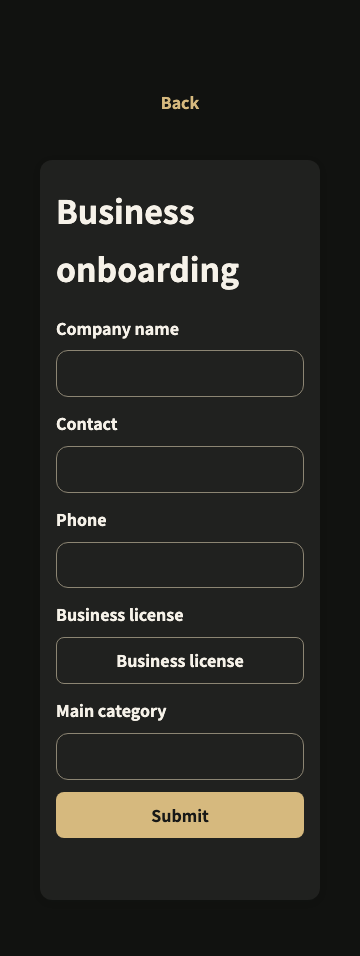 Back
Business
onboarding
Company name
Contact
Phone
Business license
Business license
Main category
Submit